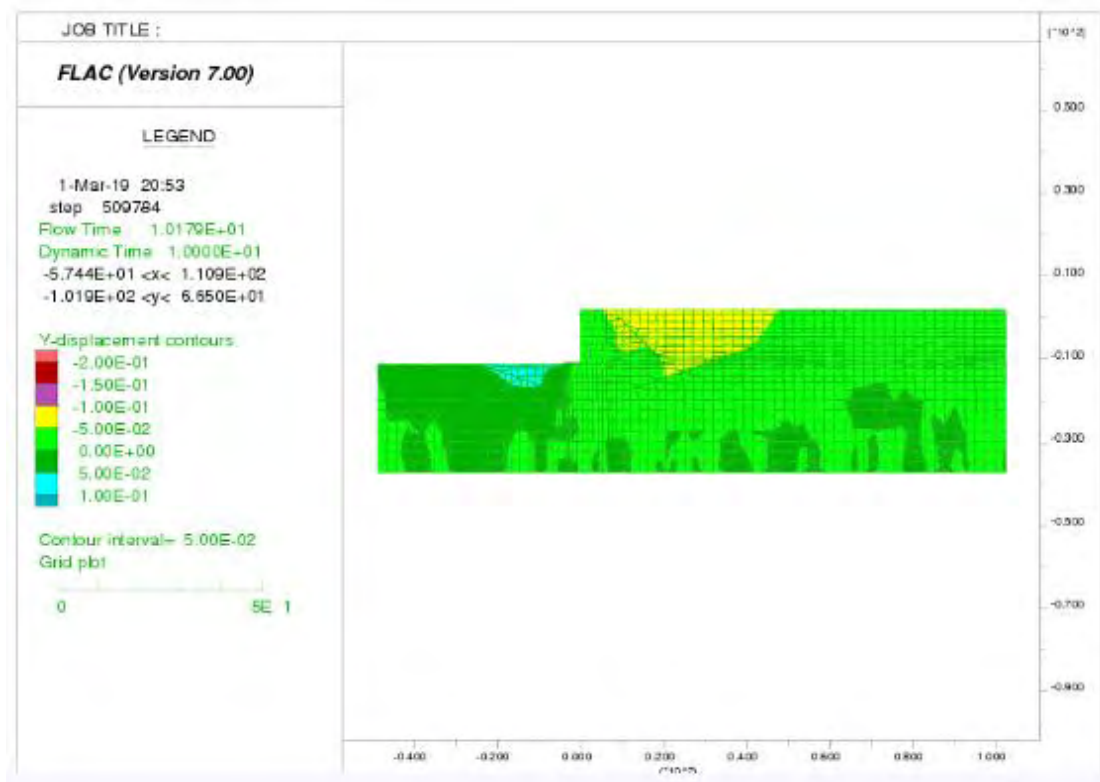 JOB TITLE :
FLAC (Version 7.00)
LEGEND
1-Mar-19 20:53
step 509784
Flow Time 1.0179E+01
Dynamic Time 1.0000E+01
-5.744E+01 <x< 1.109E+02
-1.019E+02 <y< 6.650E+01
Y-displacement contours
-2.00E-01
-1.50E-01
-1.00E-01
-5.00E-02
0.00E+00
5.00E-02
1.00E-01
Contour interval= 5.00E-02
Grid plot
0 5E 1
(*10^2)
0.500
0.300
0.100
-0.100
-0.300
-0.500
-0.700
-0.900
-0.400 -0.200 0.000 0.200 0.400 0.600 0.800 1.000